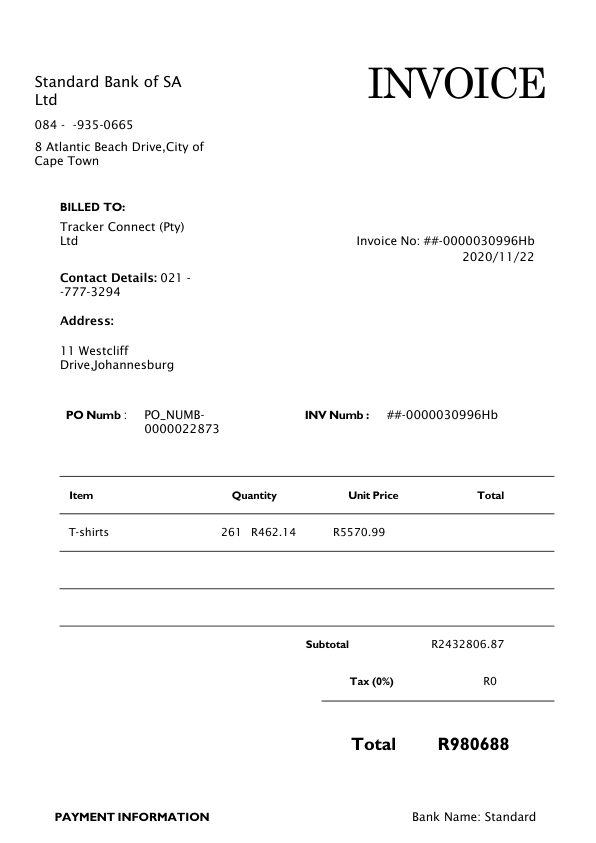 Standard Bank of SA
Ltd
INVOICE
084 -  -935-0665
8 Atlantic Beach Drive,City of
Cape Town
BILLED TO:
Tracker Connect (Pty)
Ltd
Invoice No: ##-0000030996Hb
2020/11/22
Contact Details: 021 -
-777-3294
Address:
11 Westcliff
Drive,Johannesburg
PO Numb : PO_NUMB- INV Numb : ##-0000030996Hb
0000022873
Item Quantity Unit Price Total
T-shirts 261 R462.14 R5570.99
Subtotal R2432806.87
Tax (0%) R0
Total R980688
PAYMENT INFORMATION Bank Name: Standard